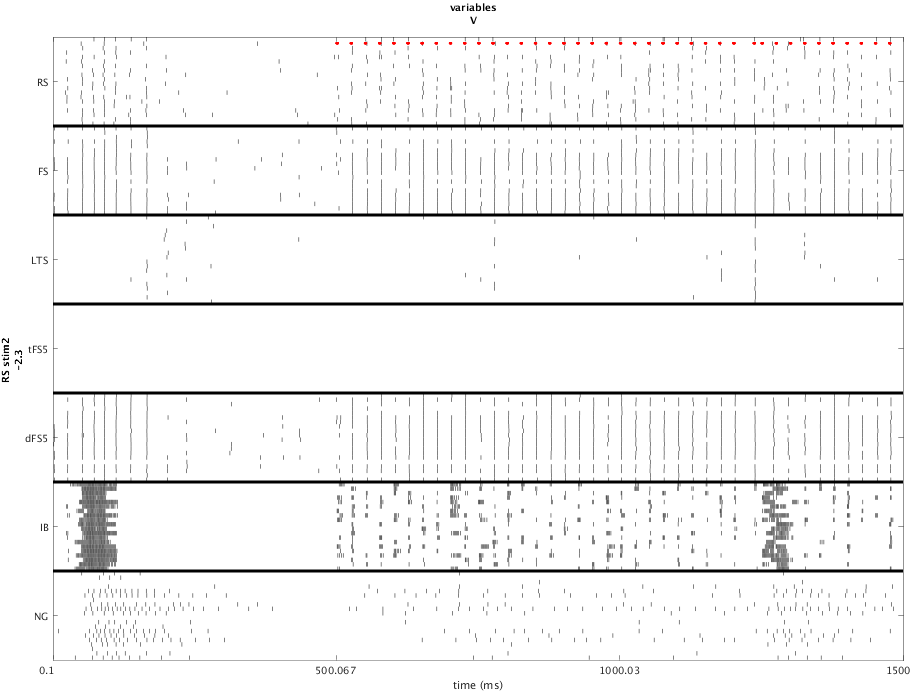 variables
V
RS
FS
LTS
RS stim2
-2.3
tFS5
dFS5
IB
NG
0.1
500.067
1000.03
1500
time (ms)